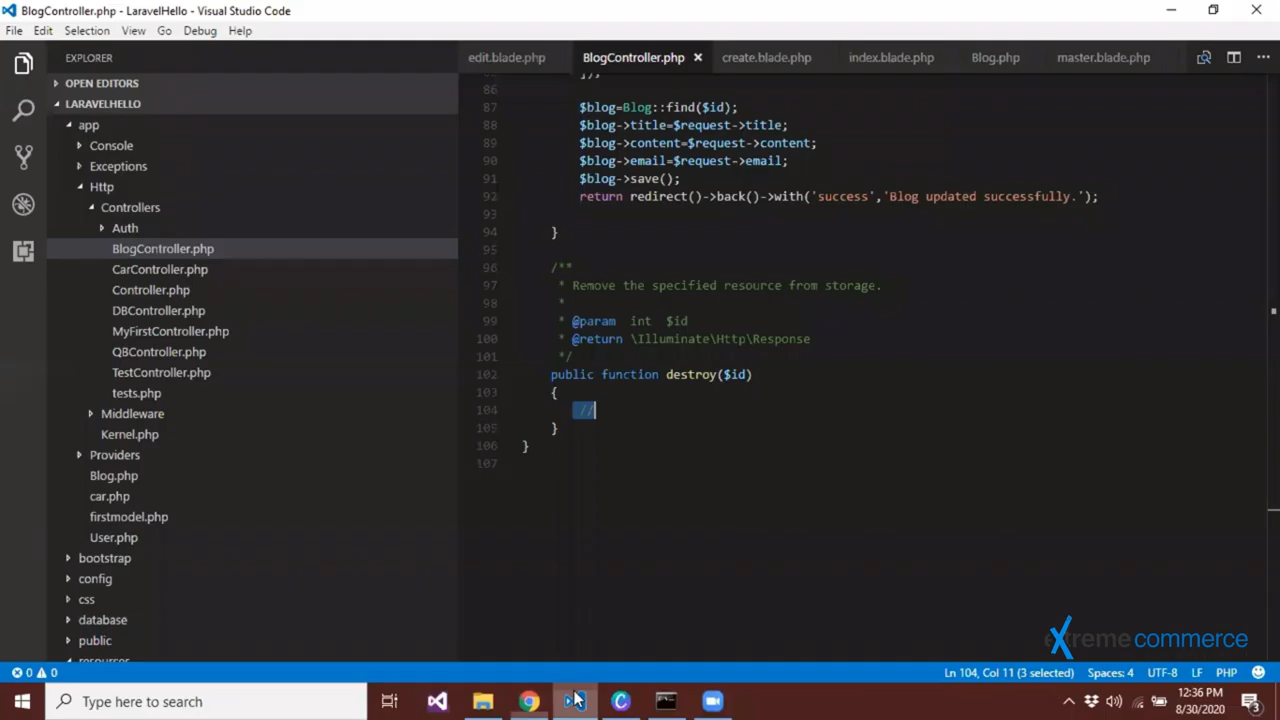 BlogController.php - LaravelHello - Visual Studio Code
File Edit Selection View Go Debug Help
EXPLORER
OPEN EDITORS
LARAVELHELLO
app
Console
Exceptions
Http
Controllers
Auth
BlogController.php
CarController.php
Controller.php
DBController.php
MyFirstController.php
QBController.php
TestController.php
tests.php
Middleware
Kernel.php
Providers
Blog.php
car.php
firstmodel.php
User.php
bootstrap
config
css
database
public
resources
edit.blade.php BlogController.php × create.blade.php index.blade.php Blog.php master.blade.php
85 ]);
86
87 $blog=Blog::find($id);
88 $blog->title=$request->title;
89 $blog->content=$request->content;
90 $blog->email=$request->email;
91 $blog->save();
92 return redirect()->back()->with('success','Blog updated successfully.');
93
94 }
95
96 /**
97 * Remove the specified resource from storage.
98 *
99 * @param int $id
100 * @return \Illuminate\Http\Response
101 */
102 public function destroy($id)
103 {
104 //
105 }
106 }
107
extreme commerce
0 0 Ln 104, Col 11 (3 selected) Spaces: 4 UTF-8 LF PHP
Type here to search
12:36 PM
8/30/2020
3